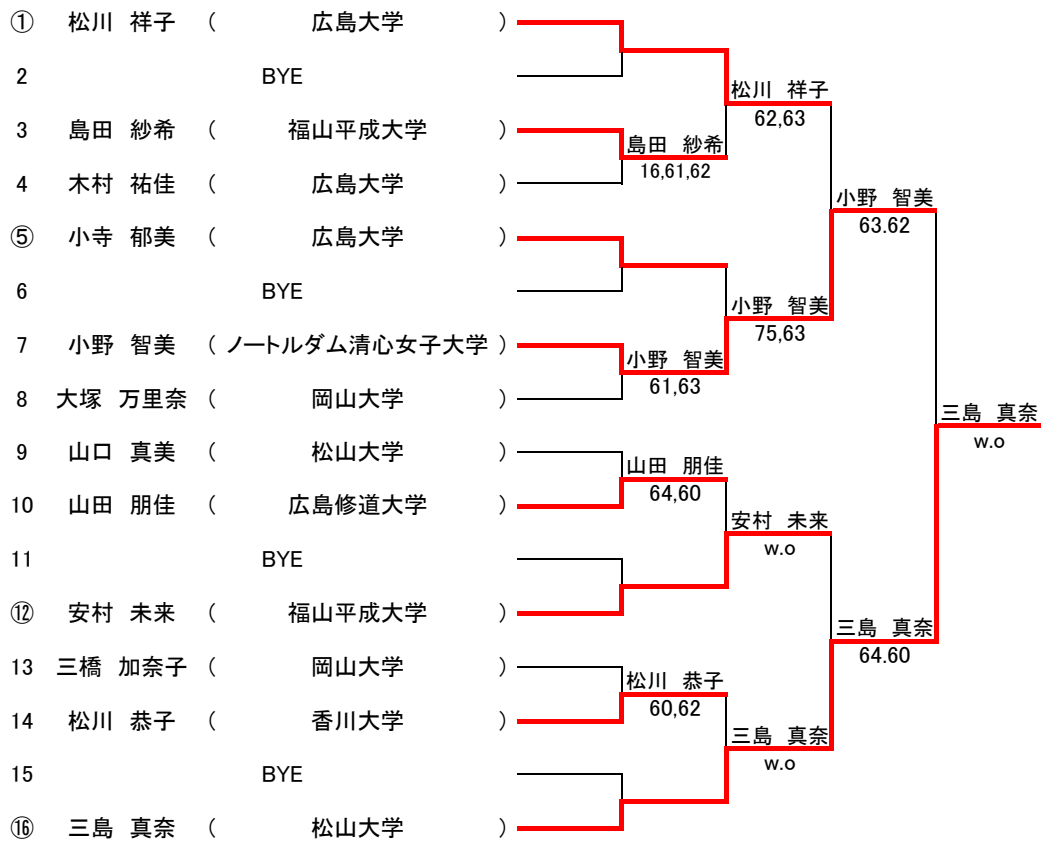 ① 松川 祥子 ( 広島大学 )
2 BYE
松川 祥子
62,63
3 島田 紗希 ( 福山平成大学 )
島田 紗希
16,61,62
4 木村 祐佳 ( 広島大学 )
小野 智美
63.62
⑤ 小寺 郁美 ( 広島大学 )
6 BYE
小野 智美
75,63
7 小野 智美 ( ノートルダム清心女子大学 )
小野 智美
61,63
8 大塚 万里奈 ( 岡山大学 )
三島 真奈
w.o
9 山口 真美 ( 松山大学 )
山田 朋佳
64,60
10 山田 朋佳 ( 広島修道大学 )
安村 未来
w.o
11 BYE
⑫ 安村 未来 ( 福山平成大学 )
三島 真奈
64.60
13 三橋 加奈子 ( 岡山大学 )
松川 恭子
60,62
14 松川 恭子 ( 香川大学 )
三島 真奈
w.o
15 BYE
⑯ 三島 真奈 ( 松山大学 )